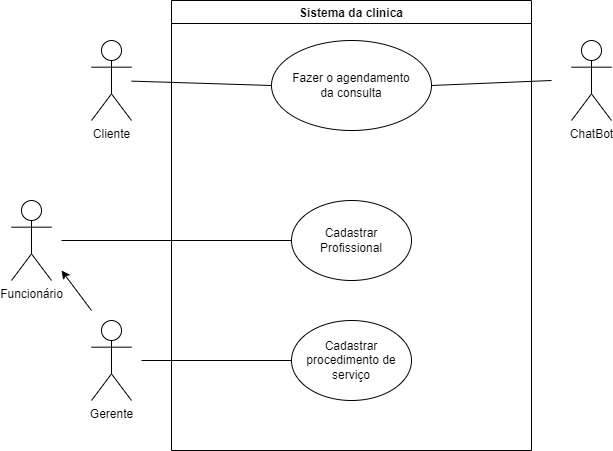 Sistema da clinica
Fazer o agendamento
da consulta
Cliente
ChatBot
Cadastrar
Profissional
Funcionário
Cadastrar
procedimento de
serviço
Gerente